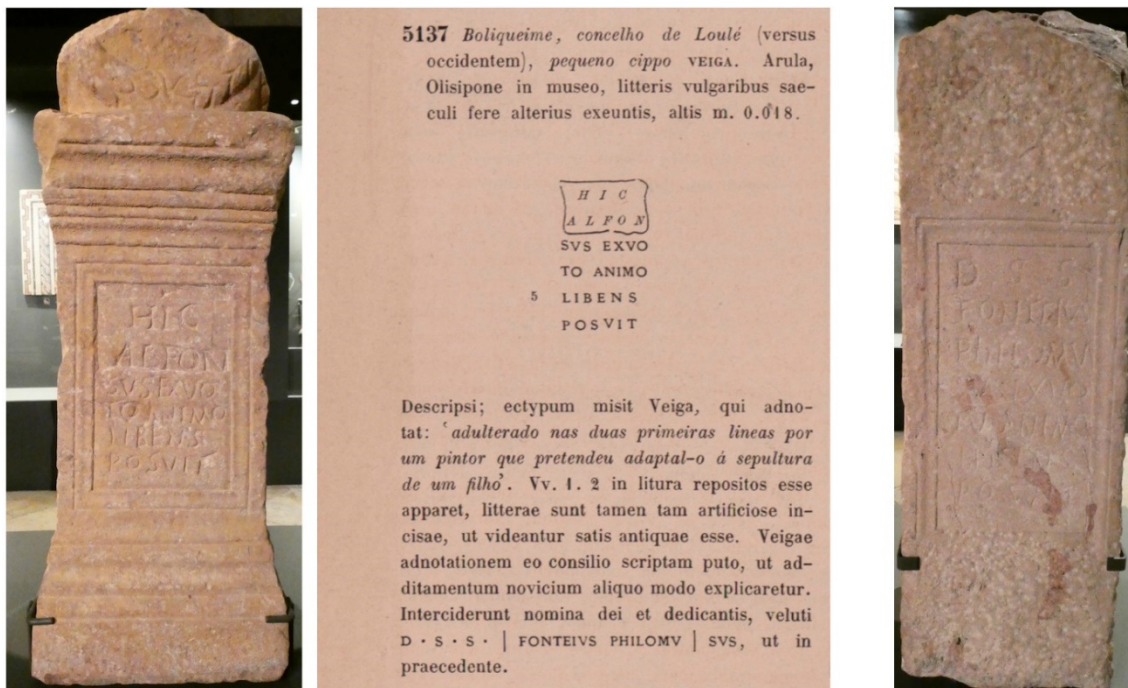 HIC
ALFON
SVSEXVO
TO ANIMO
LIBENS
POSVIT
5137 Boliqueime, concelho de Loulé (versus
occidentem), pequeno cippo VEIGA. Arula,
Olisipone in museo, litteris vulgaribus sae-
culi fere alterius exeuntis, altis m. 0.018.
H I C
A L F O N
SVS EXVO
TO ANIMO
5 LIBENS
POSVIT
Descripsi; ectypum misit Veiga, qui adno-
tat: ‘adulterado nas duas primeiras lineas por
um pintor que pretendeu adaptal-o á sepultura
de um filho’. Vv. 1. 2 in litura repositos esse
apparet, litterae sunt tamen tam artificiose in-
cisae, ut videantur satis antiquae esse. Veigae
adnotationem eo consilio scriptam puto, ut ad-
ditamentum novicium aliquo modo explicaretur.
Interciderunt nomina dei et dedicantis, veluti
D · S · S · | FONTEIVS PHILOMV | SVS, ut in
praecedente.
D S S
PHILOMV